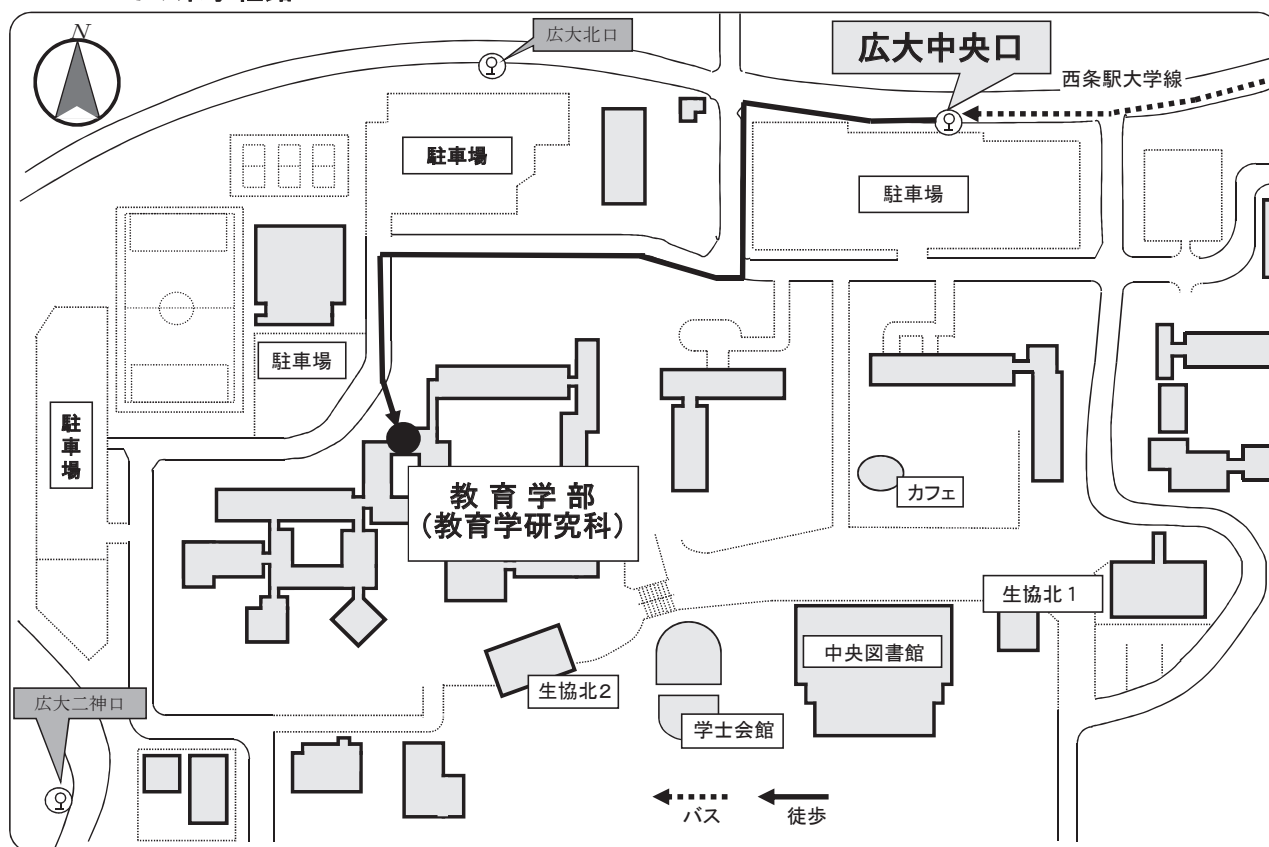 N
広大北口
広大中央口
西条駅大学線
駐車場
駐車場
駐車場
駐車場
教育学部
（教育学研究科）
カフェ
生協北1
中央図書館
生協北2
学士会館
広大二神口
バス
徒歩